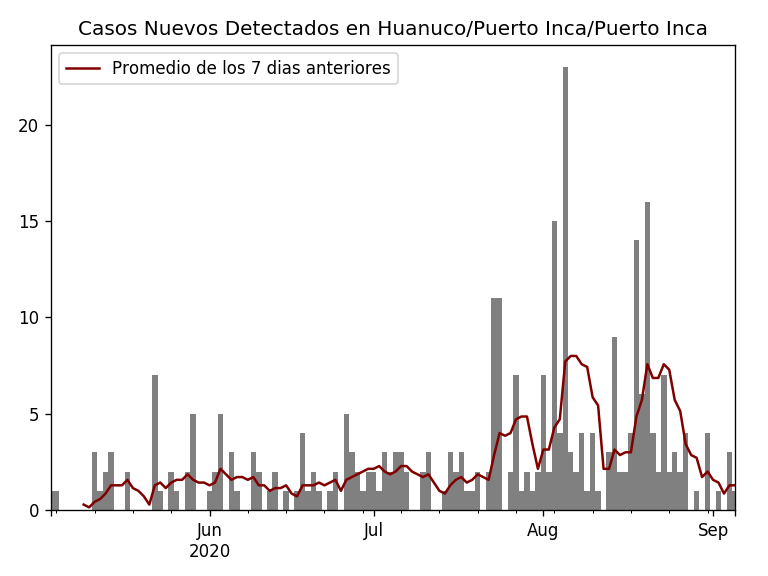 Casos Nuevos Detectados en Huanuco/Puerto Inca/Puerto Inca
Promedio de los 7 dias anteriores
20
15
10
5
0
Jun
2020
Jul
Aug
Sep